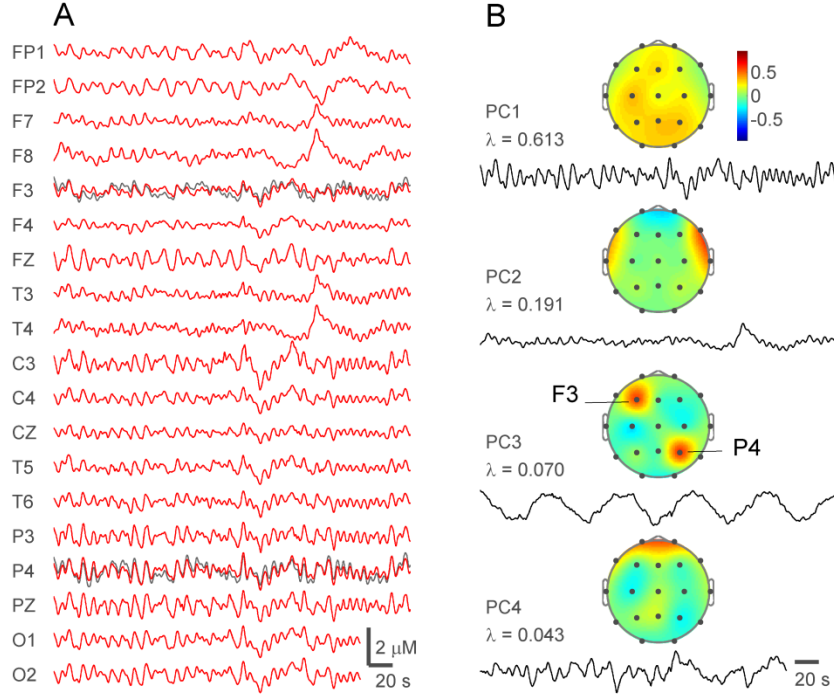 A
FP1
FP2
F7
F8
F3
F4
FZ
T3
T4
C3
C4
CZ
T5
T6
P3
P4
PZ
O1
O2
2 μM
20 s
B
0.5
0
-0.5
PC1
λ = 0.613
PC2
λ = 0.191
F3
P4
PC3
λ = 0.070
PC4
λ = 0.043
20 s